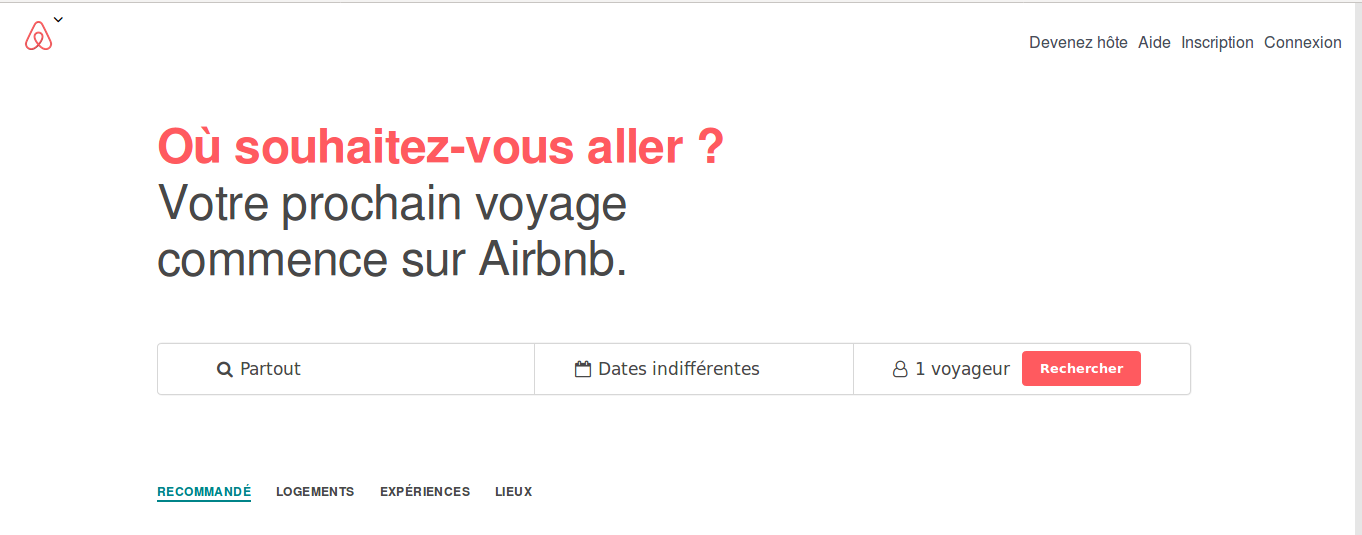 Devenez hôte Aide Inscription Connexion
Où souhaitez-vous aller ?
Votre prochain voyage
commence sur Airbnb.
Partout Dates indifférentes 1 voyageur Rechercher
RECOMMANDÉ LOGEMENTS EXPÉRIENCES LIEUX